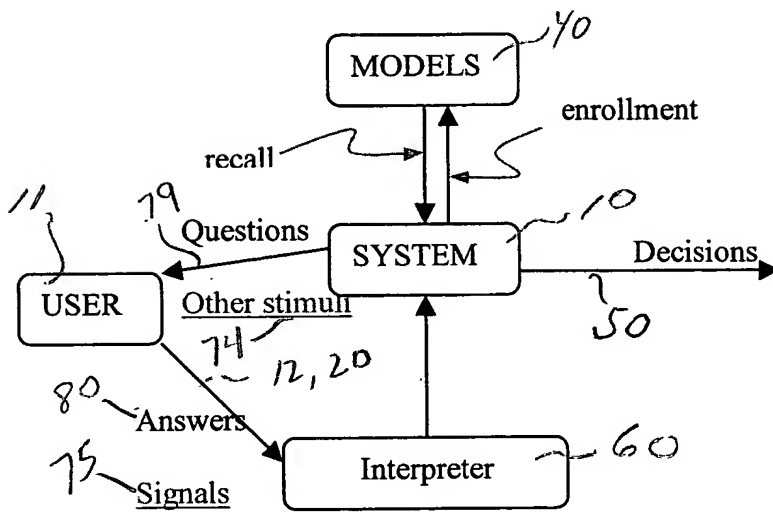 40
MODELS
enrollment
recall
11
79
10
Questions
SYSTEM
Decisions
USER
Other stimuli
50
74
12, 20
80
Answers
Interpreter
60
75
Signals